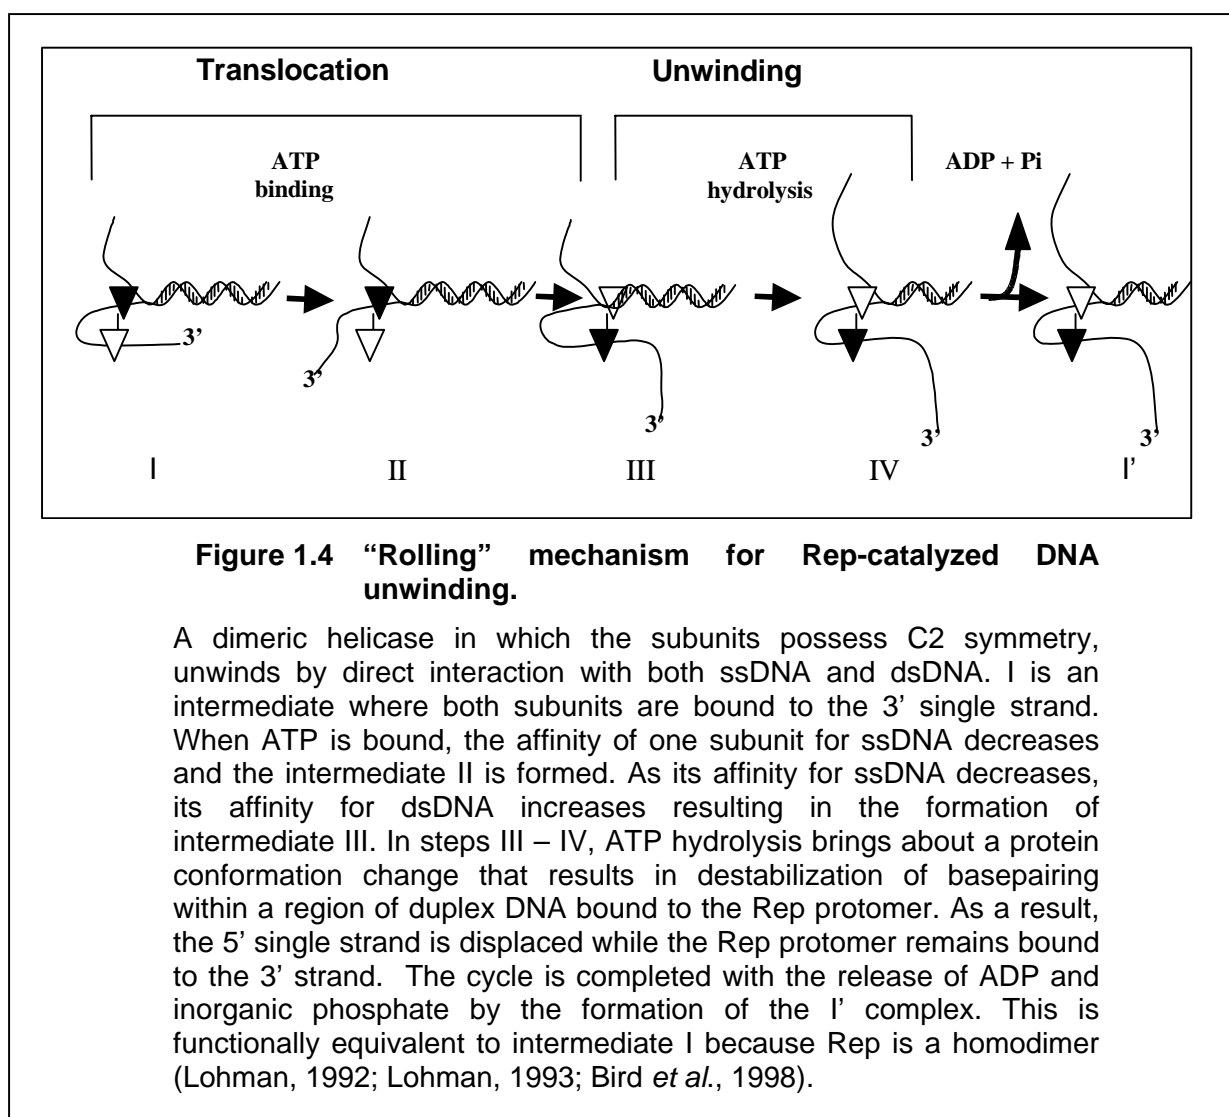 Translocation Unwinding
ATP ATP ADP + Pi
binding hydrolysis
3’ 3’ 3’ 3’ 3’
I II III IV I’
Figure 1.4 “Rolling” mechanism for Rep-catalyzed DNA
unwinding.
A dimeric helicase in which the subunits possess C2 symmetry,
unwinds by direct interaction with both ssDNA and dsDNA. I is an
intermediate where both subunits are bound to the 3’ single strand.
When ATP is bound, the affinity of one subunit for ssDNA decreases
and the intermediate II is formed. As its affinity for ssDNA decreases,
its affinity for dsDNA increases resulting in the formation of
intermediate III. In steps III – IV, ATP hydrolysis brings about a protein
conformation change that results in destabilization of basepairing
within a region of duplex DNA bound to the Rep protomer. As a result,
the 5’ single strand is displaced while the Rep protomer remains bound
to the 3’ strand. The cycle is completed with the release of ADP and
inorganic phosphate by the formation of the I’ complex. This is
functionally equivalent to intermediate I because Rep is a homodimer
(Lohman, 1992; Lohman, 1993; Bird et al., 1998).